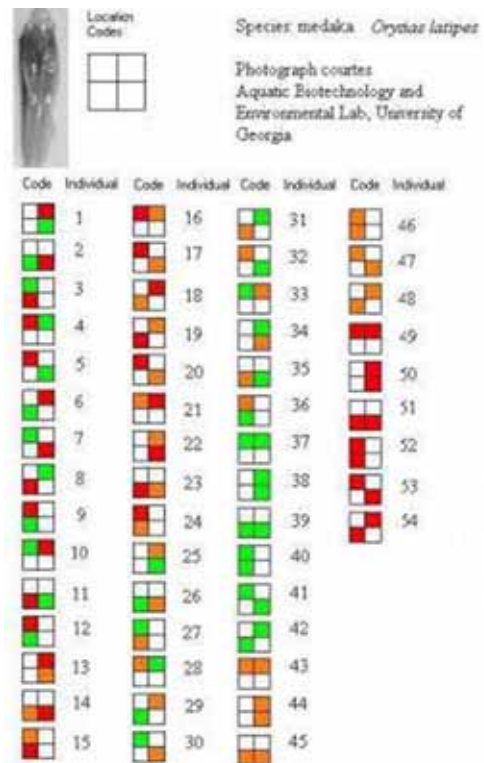 Location
Codes
Species: medaka Oryzias latipes
Photograph courtes
Aquatic Biotechnology and
Environmental Lab, University of
Georgia
Code Individual Code Individual Code Individual Code Individual
1 16 31 46
2 17 32 47
3 18 33 48
4 19 34 49
5 20 35 50
6 21 36 51
7 22 37 52
8 23 38 53
9 24 39 54
10 25 40
11 26 41
12 27 42
13 28 43
14 29 44
15 30 45